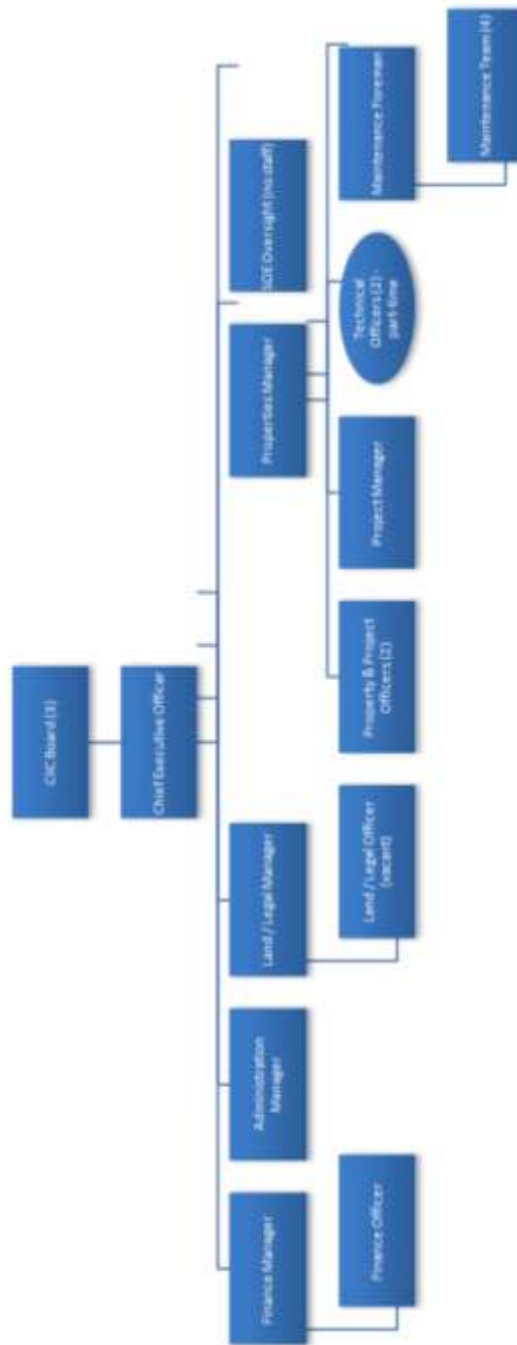 CIIC Board (3)
Chief Executive Officer
Finance Manager
Administration
Manager
Land / Legal Manager
Properties Manager
SOE Oversight (no staff)
Finance Officer
Land / Legal Officer
(vacant)
Property & Project
Officers (2)
Project Manager
Technical
Officers (2) -
part-time
Maintenance Foreman
Maintenance Team (4)